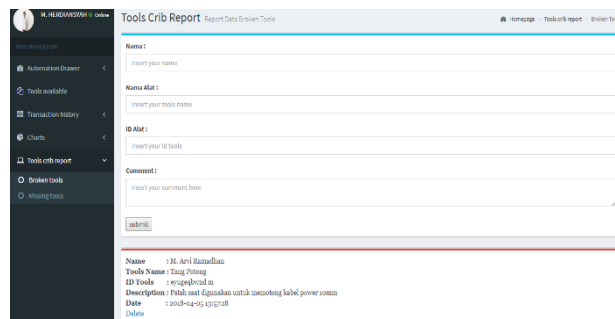 M. HERDIANSYAH Online
Tools Crib Report Report Data Broken Tools
Homepage Tools crib report Broken To
MAIN NAVIGATION
Automation Drawer
Tools available
Transaction history
Charts
Tools crib report
Broken tools
Missing tools
Nama :
Insert your name
Nama Alat :
Insert your tools name
ID Alat :
Insert your id tools
Comment :
Insert your comment here
submit
Name : M. Arvi Ramadhan
Tools Name : Tang Potong
ID Tools :
Description : Patah saat digunakan untuk memotong kabel power 10mm
Date : 2018-04-05 13:57:18
Delete